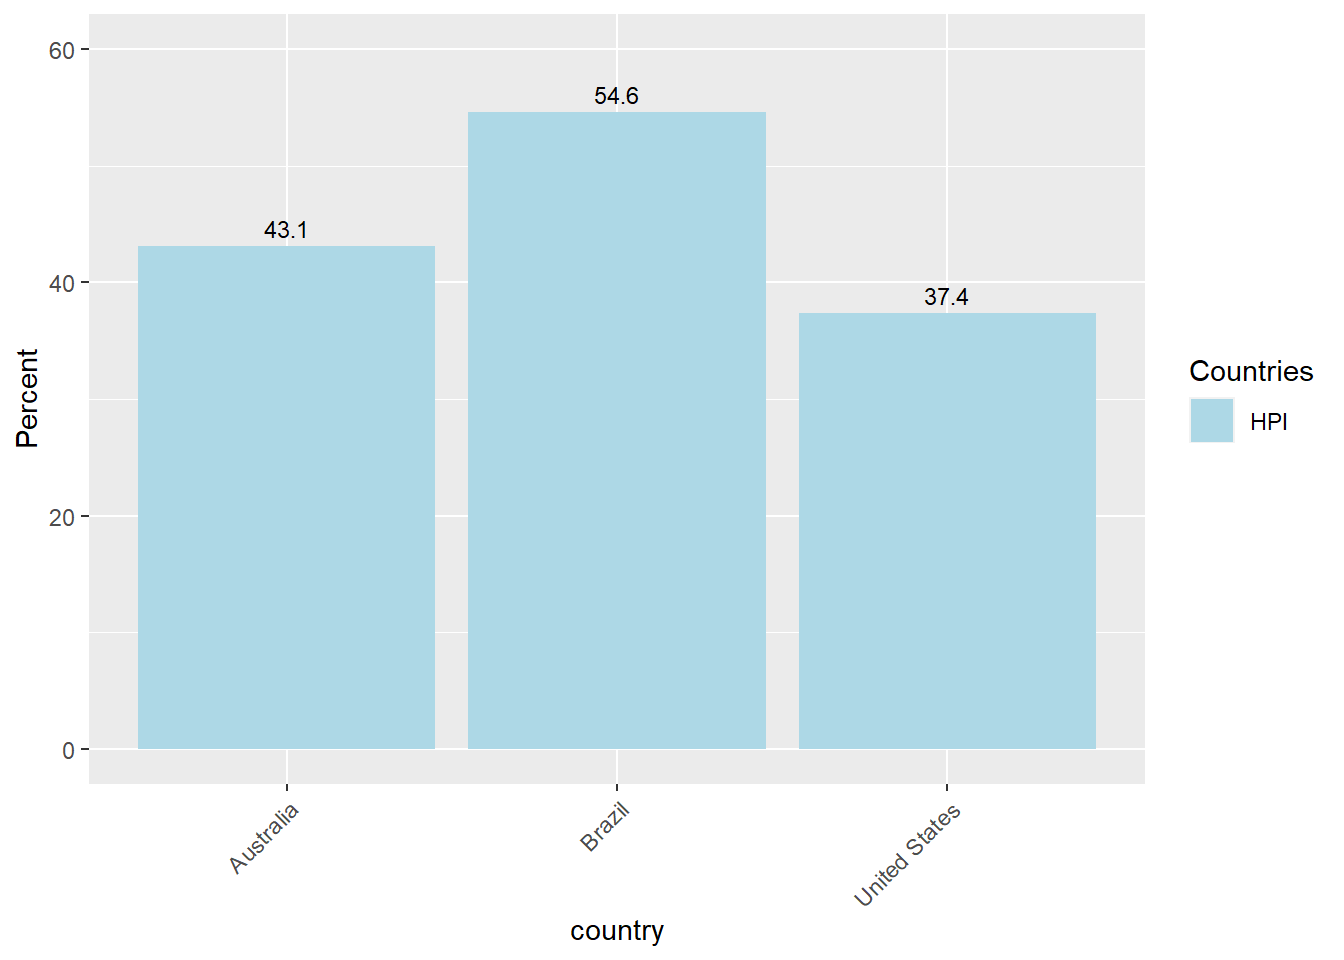 60
54.6
43.1
40
37.4
Percent
Countries
HPI
20
0
Australia
Brazil
United States
country